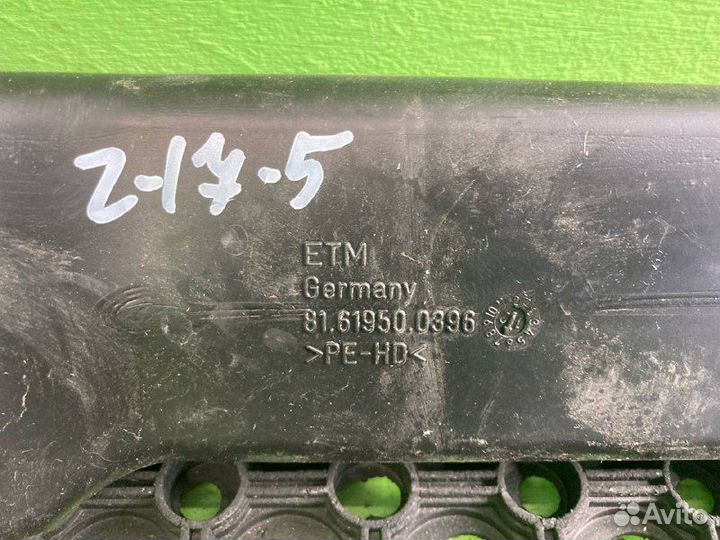 2-17-5
ETM
Germany
81.61950.0396
>PE-HD<
Avito